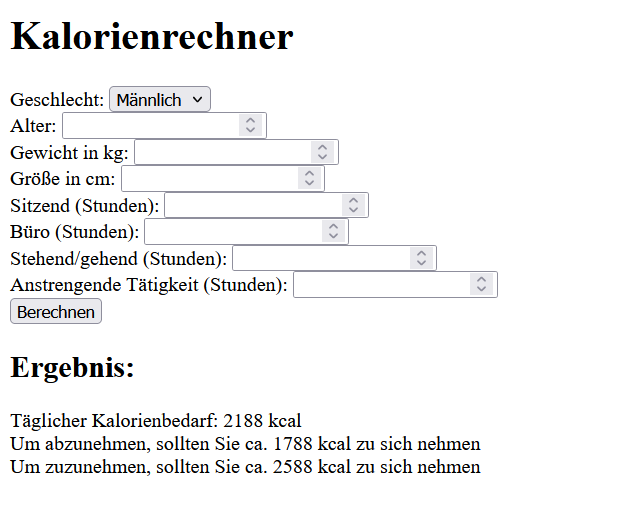 Kalorienrechner
Geschlecht: Männlich
Alter:
Gewicht in kg:
Größe in cm:
Sitzend (Stunden):
Büro (Stunden):
Stehend/gehend (Stunden):
Anstrengende Tätigkeit (Stunden):
Berechnen
Ergebnis:
Täglicher Kalorienbedarf: 2188 kcal
Um abzunehmen, sollten Sie ca. 1788 kcal zu sich nehmen
Um zuzunehmen, sollten Sie ca. 2588 kcal zu sich nehmen